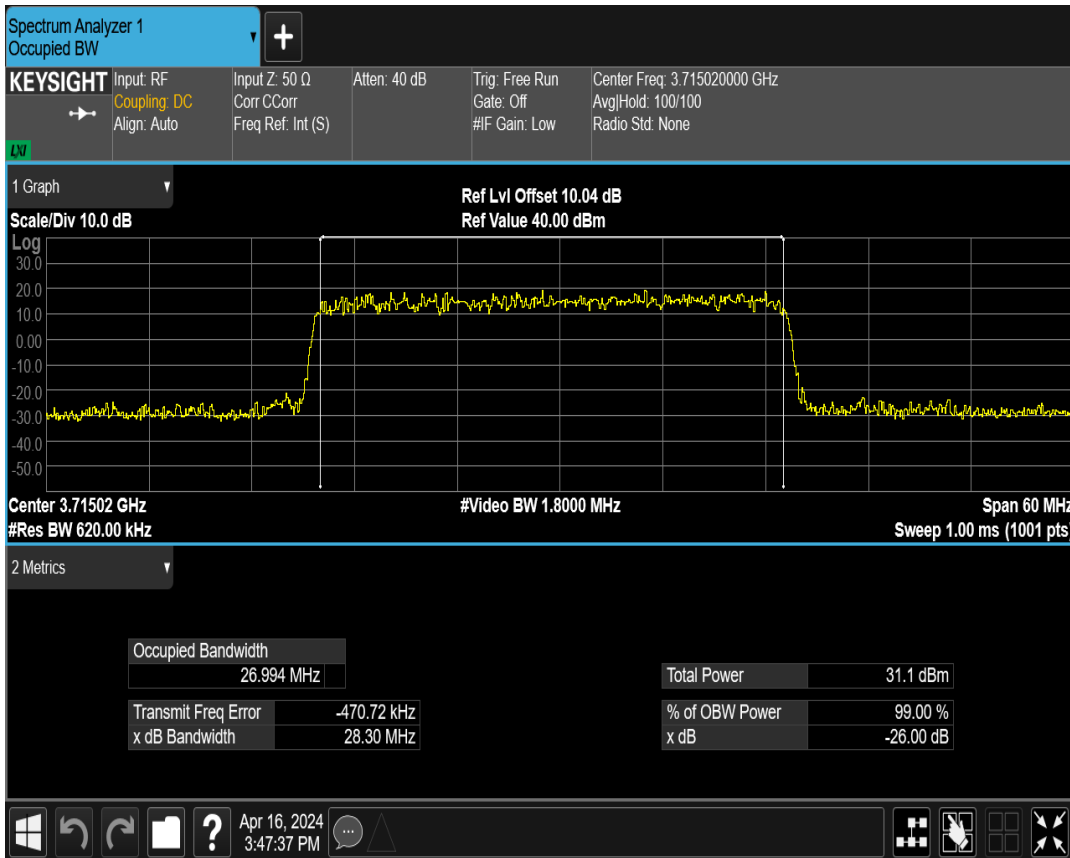 Spectrum Analyzer 1
Occupied BW
KEYSIGHT
LXI
Input: RF
Coupling: DC
Align: Auto
Input Z: 50 Ω
Corr CCorr
Freq Ref: Int (S)
Atten: 40 dB
Trig: Free Run
Gate: Off
#IF Gain: Low
Center Freq: 3.715020000 GHz
Avg|Hold: 100/100
Radio Std: None
1 Graph
Scale/Div 10.0 dB
Ref Lvl Offset 10.04 dB
Ref Value 40.00 dBm
Log
30.0
20.0
10.0
0.00
-10.0
-20.0
-30.0
-40.0
-50.0
Center 3.71502 GHz
#Res BW 620.00 kHz
#Video BW 1.8000 MHz
Span 60 MHz
Sweep 1.00 ms (1001 pts)
2 Metrics
Occupied Bandwidth
26.994 MHz
Transmit Freq Error -470.72 kHz
x dB Bandwidth 28.30 MHz
Total Power 31.1 dBm
% of OBW Power 99.00 %
x dB -26.00 dB
?
Apr 16, 2024
3:47:37 PM